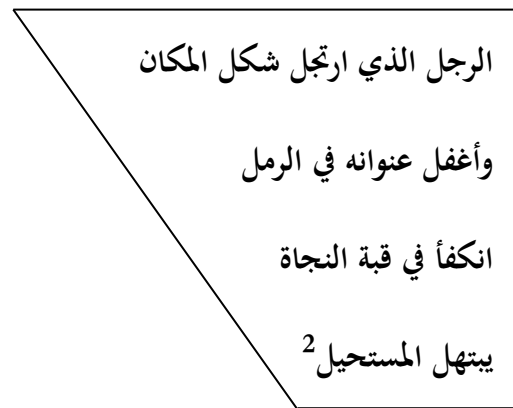 الرجل الذي ارتجل شكل المكان
وأغفل عنوانه في الرمل
انكفأ في قبة النجاة
يبتهل المستحيل2